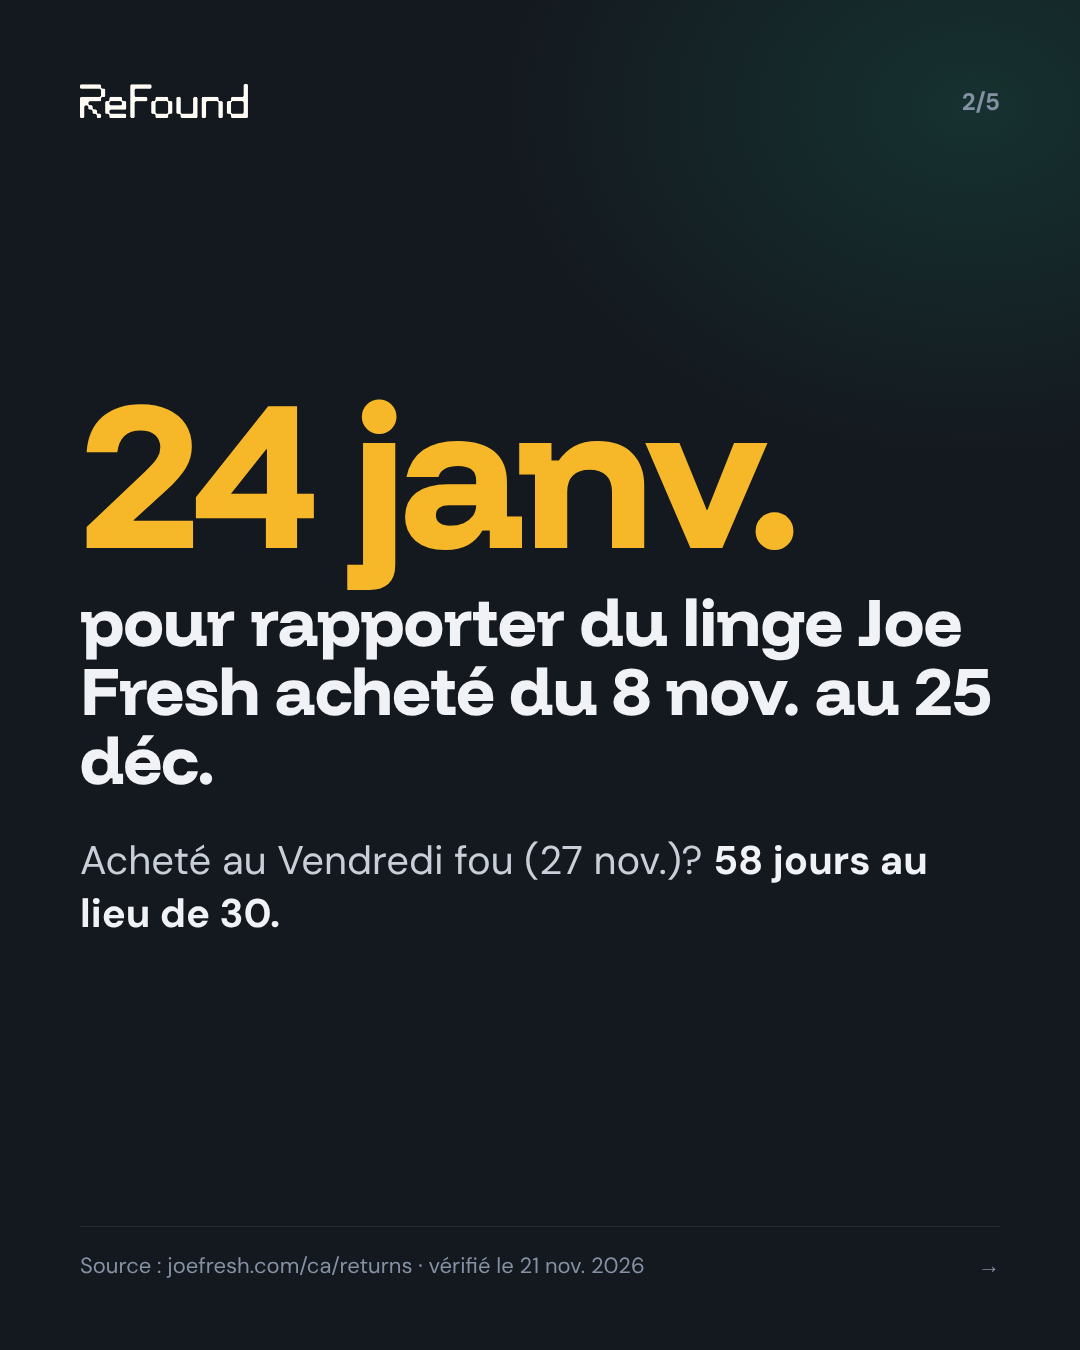 ReFound
2/5
24 janv.
pour rapporter du linge Joe
Fresh acheté du 8 nov. au 25
déc.
Acheté au Vendredi fou (27 nov.)? 58 jours au
lieu de 30.
Source : joefresh.com/ca/returns · vérifié le 21 nov. 2026 →